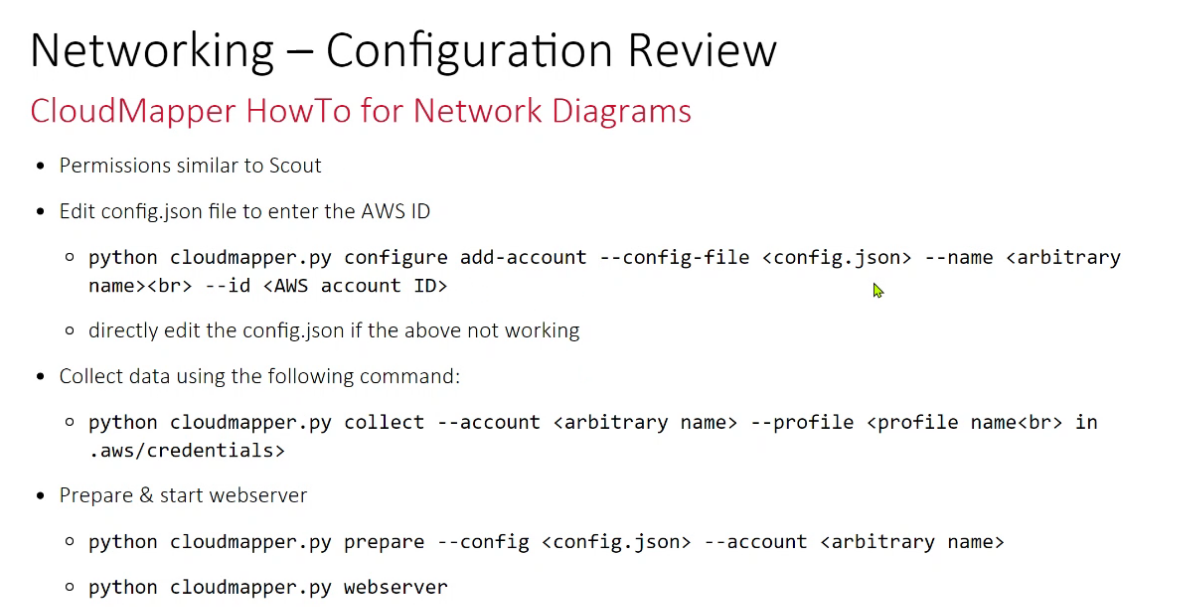 Networking – Configuration Review
CloudMapper HowTo for Network Diagrams
• Permissions similar to Scout
• Edit config.json file to enter the AWS ID
○ python cloudmapper.py configure add-account --config-file <config.json> --name <arbitrary
name><br> --id <AWS account ID>
○ directly edit the config.json if the above not working
• Collect data using the following command:
○ python cloudmapper.py collect --account <arbitrary name> --profile <profile name<br> in
.aws/credentials>
• Prepare & start webserver
○ python cloudmapper.py prepare --config <config.json> --account <arbitrary name>
○ python cloudmapper.py webserver